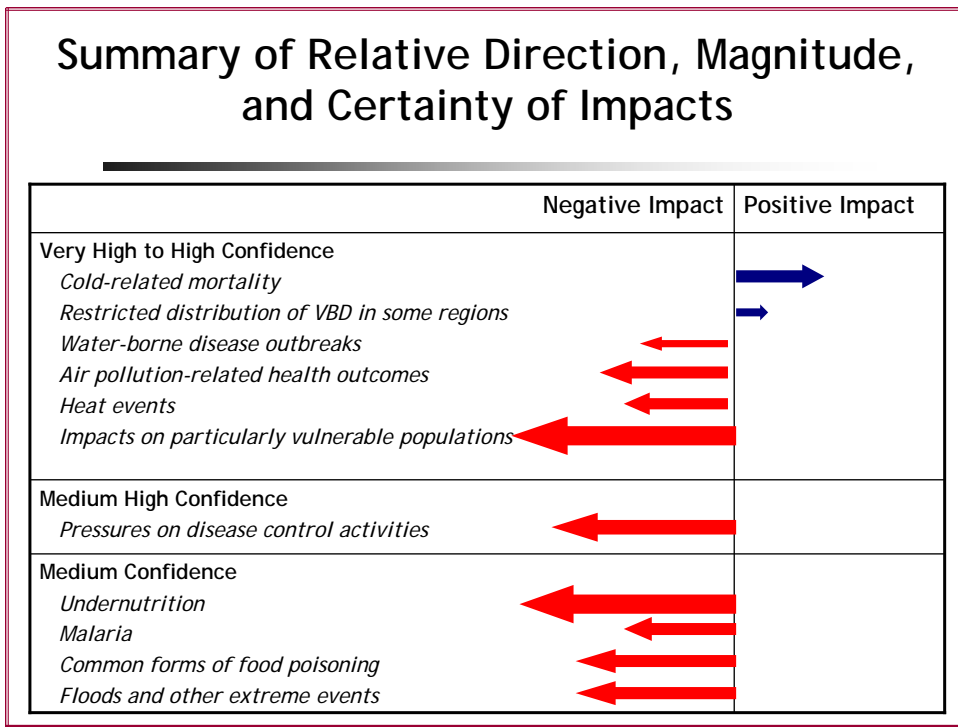 Summary of Relative Direction, Magnitude,
and Certainty of Impacts
Negative Impact Positive Impact
Very High to High Confidence
Cold-related mortality
Restricted distribution of VBD in some regions
Water-borne disease outbreaks
Air pollution-related health outcomes
Heat events
Impacts on particularly vulnerable populations
Medium High Confidence
Pressures on disease control activities
Medium Confidence
Undernutrition
Malaria
Common forms of food poisoning
Floods and other extreme events